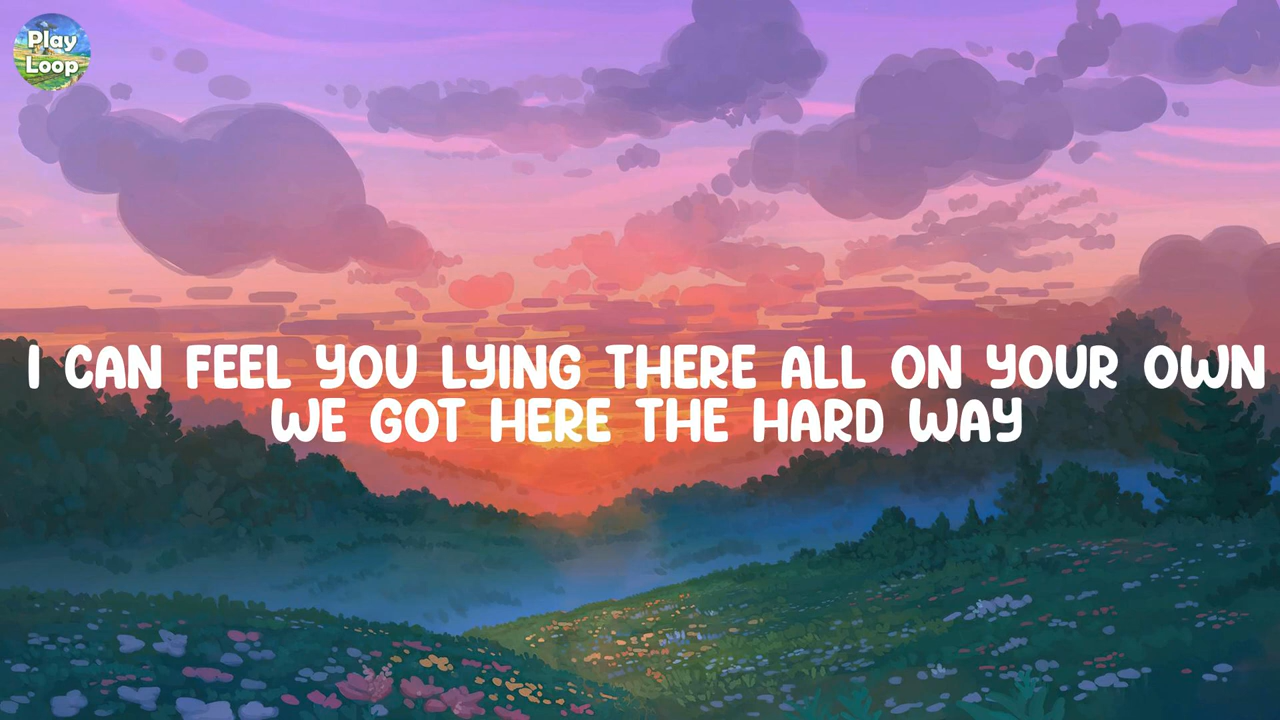 Play
Loop
I CAN FEEL YOU LYING THERE ALL ON YOUR OWN
WE GOT HERE THE HARD WAY